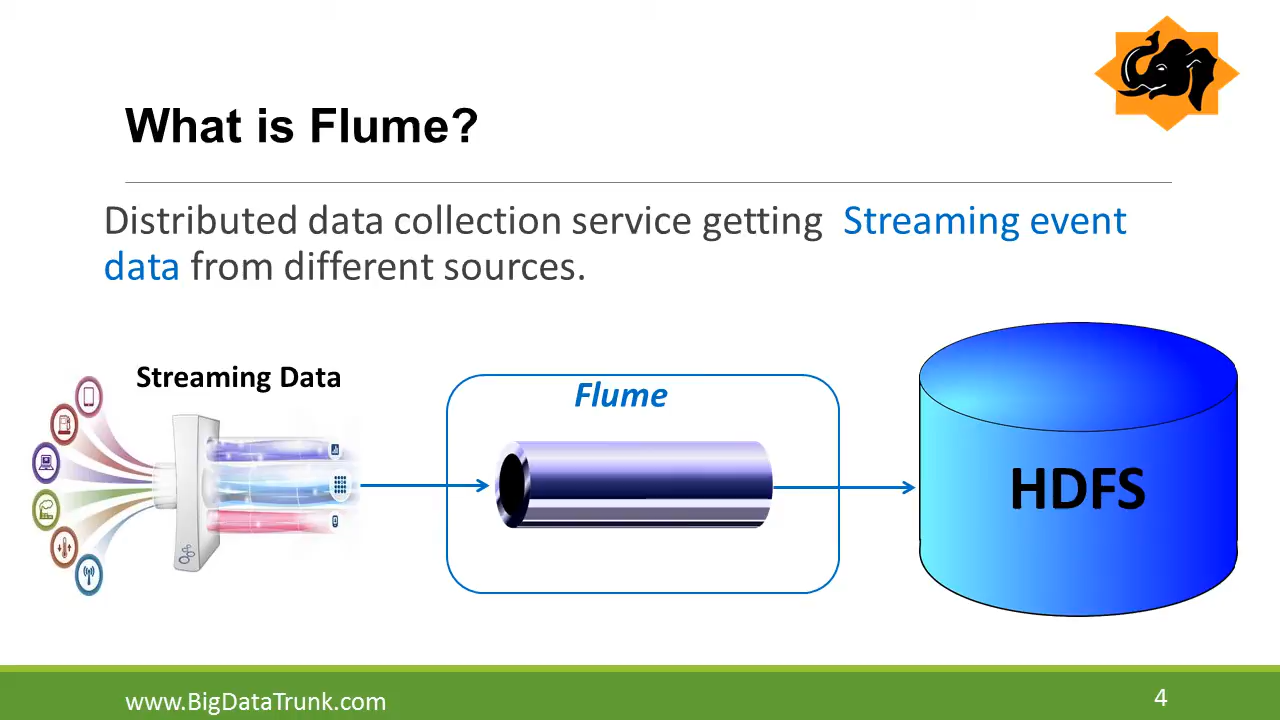 What is Flume?
Distributed data collection service getting Streaming event
data from different sources.
Streaming Data
Flume
HDFS
www.BigDataTrunk.com
4